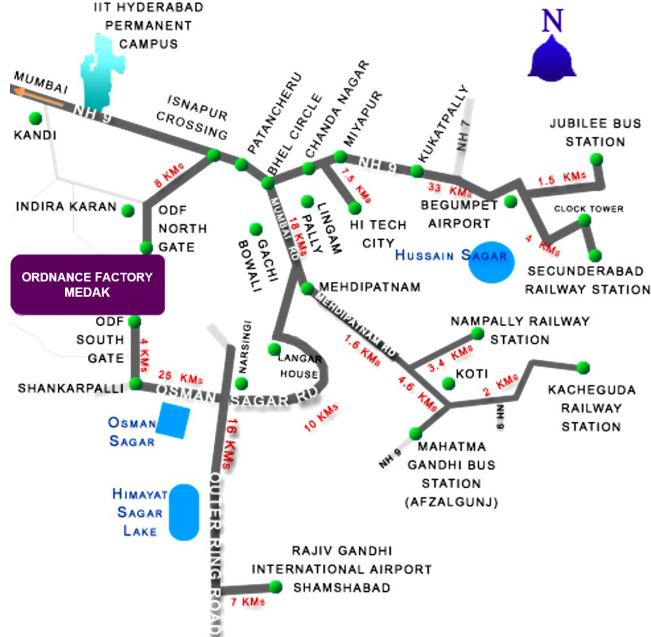 IIT HYDERABAD
PERMANENT
CAMPUS
N
MUMBAI
NH 9
KANDI
ISNAPUR
CROSSING
PATANCHERU
BHEL CIRCLE
CHANDA NAGAR
MIYAPUR
NH 9
KUKATPALLY
NH 7
JUBILEE BUS
STATION
8 KMs
7.5 KMs
33 KMs
1.5 KMs
INDIRA KARAN
ODF
NORTH
GATE
MUMBAI RD
18 KMs
LINGAM
PALLY
HI TECH
CITY
BEGUMPET
AIRPORT
CLOCK TOWER
4 KMs
GACHI
BOWALI
HUSSAIN SAGAR
SECUNDERABAD
RAILWAY STATION
ORDNANCE FACTORY
MEDAK
MEHDIPATNAM
MEHDIPATNAM RD
1.6 KMs
ODF
SOUTH
GATE
4 KMs
NARSINGI
LANGAR
HOUSE
NAMPALLY RAILWAY
STATION
3.4 KMs
KOTI
4.6 KMs
2 KMs
SHANKARPALLI
25 KMs
OSMAN SAGAR RD
10 KMs
KACHEGUDA
RAILWAY
STATION
NH 9
OSMAN
SAGAR
16 KMs
NH 9
MAHATMA
GANDHI BUS
STATION
(AFZALGUNJ)
HIMAYAT
SAGAR
LAKE
OUTER RING ROAD
RAJIV GANDHI
INTERNATIONAL AIRPORT
SHAMSHABAD
7 KMs